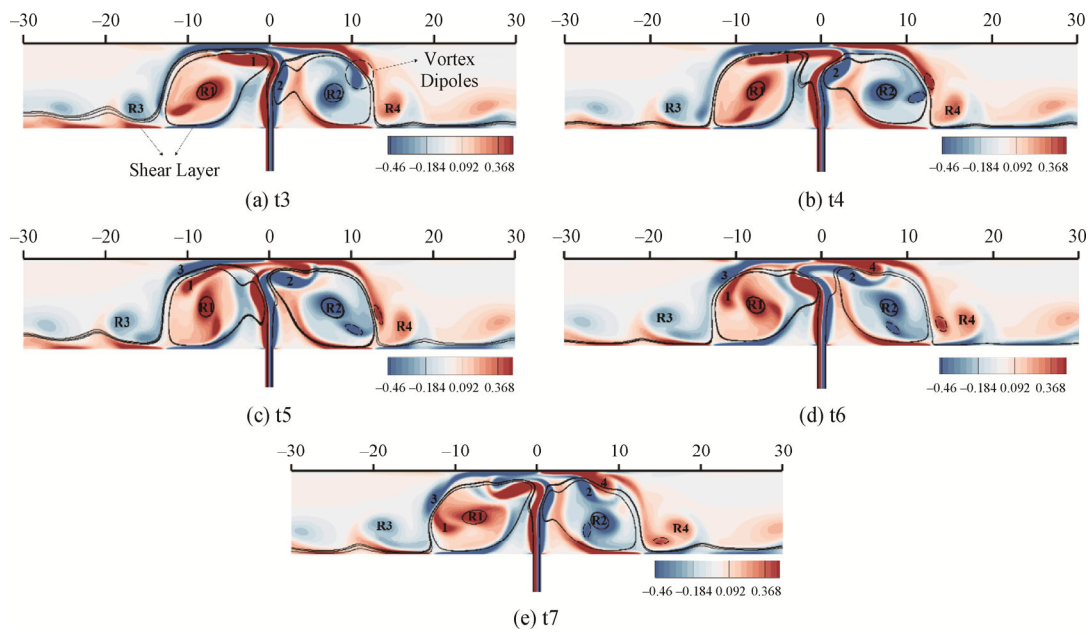 −30 −20 −10 0 10 20 30
1
Vortex
Dipoles
2
R1
R2
R3
R4
Shear Layer
−0.46 −0.184 0.092 0.368
(a) t3
−30 −20 −10 0 10 20 30
1
2
R3
R3
R2
R4
−0.46 −0.184 0.092 0.368
(b) t4
−30 −20 −10 0 10 20 30
3
1
2
R1
R2
R3
R4
−0.46 −0.184 0.092 0.368
(c) t5
−30 −20 −10 0 10 20 30
3
4
2
1
R1
R2
R3
R4
−0.46 −0.184 0.092 0.368
(d) t6
−30 −20 −10 0 10 20 30
3
2
4
R1
R2
R3
1
R4
−0.46 −0.184 0.092 0.368
(e) t7